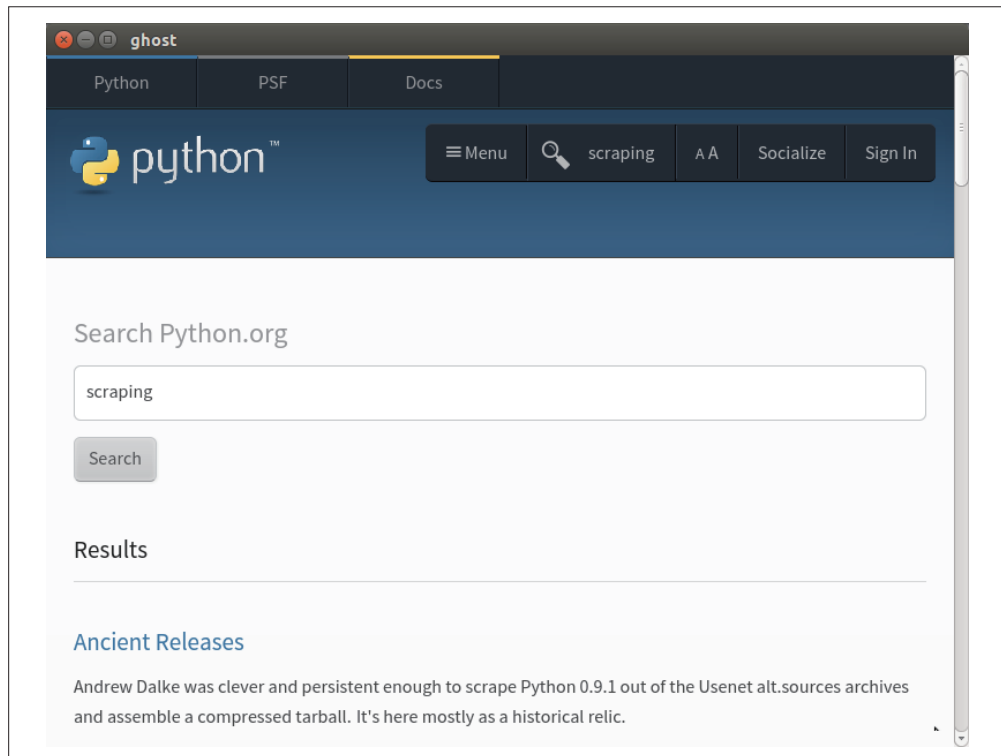 ghost
Python PSF Docs
python™
Menu scraping A A Socialize Sign In
Search Python.org
scraping
Search
Results
Ancient Releases
Andrew Dalke was clever and persistent enough to scrape Python 0.9.1 out of the Usenet alt.sources archives
and assemble a compressed tarball. It's here mostly as a historical relic.